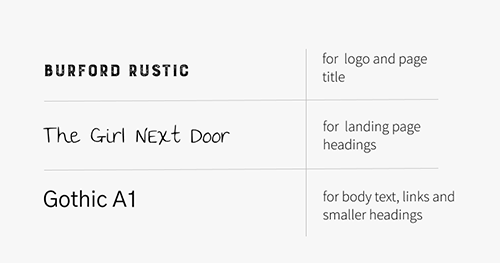 BURFORD RUSTIC
for logo and page
title
The Girl NExt Door
for landing page
headings
Gothic A1
for body text, links and
smaller headings